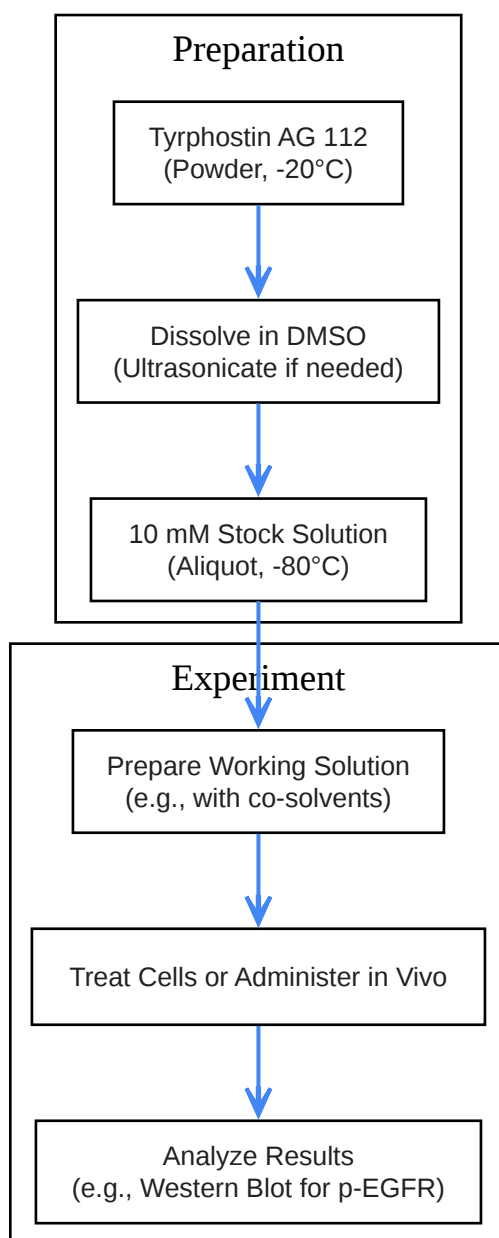 Preparation
Tyrphostin AG 112
(Powder, -20°C)
Dissolve in DMSO
(Ultrasonicate if needed)
10 mM Stock Solution
(Aliquot, -80°C)
Experiment
Prepare Working Solution
(e.g., with co-solvents)
Treat Cells or Administer in Vivo
Analyze Results
(e.g., Western Blot for p-EGFR)